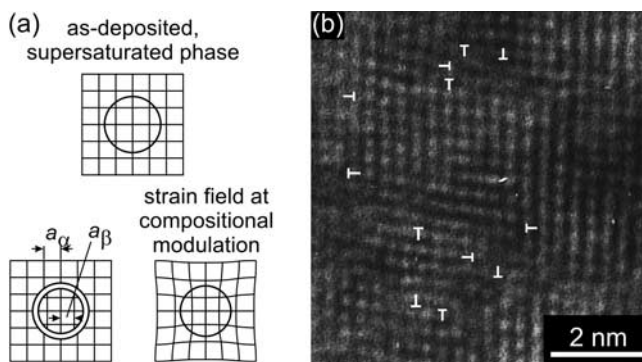 (a)
as-deposited,
supersaturated phase
strain field at
compositional
modulation
aα
aβ
(b)
2 nm